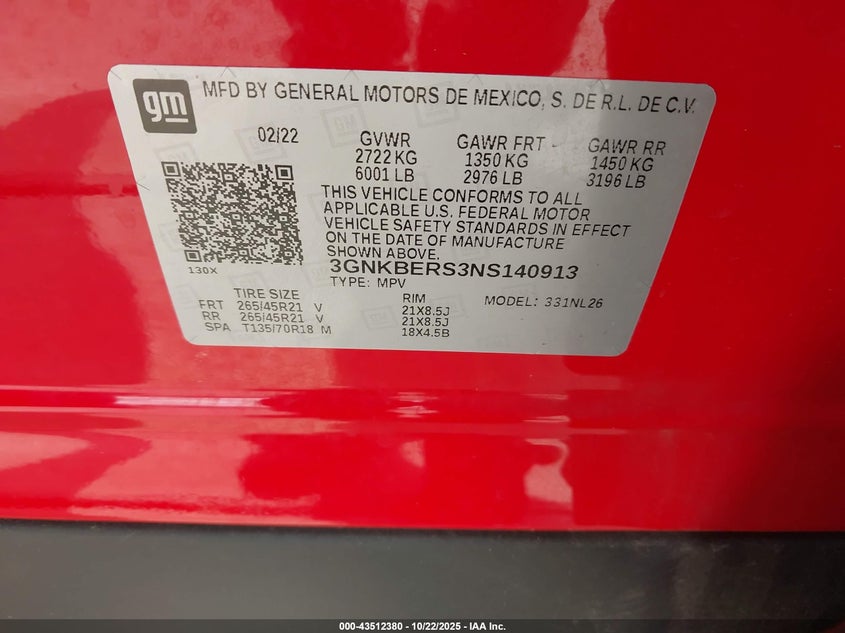 gm
MFD BY GENERAL MOTORS DE MEXICO, S. DE R.L. DE C.V.
02/22 GVWR GAWR FRT GAWR RR
2722 KG 1350 KG 1450 KG
6001 LB 2976 LB 3196 LB
THIS VEHICLE CONFORMS TO ALL
APPLICABLE U.S. FEDERAL MOTOR
VEHICLE SAFETY STANDARDS IN EFFECT
ON THE DATE OF MANUFACTURE
SHOWN ABOVE.
130X 3GNKBERS3NS140913
TYPE: MPV
TIRE SIZE RIM MODEL: 331NL26
FRT 265/45R21 V 21X8.5J
RR 265/45R21 V 21X8.5J
SPA T135/70R18 M 18X4.5B
000-43512380 - 10/22/2025 - IAA Inc.